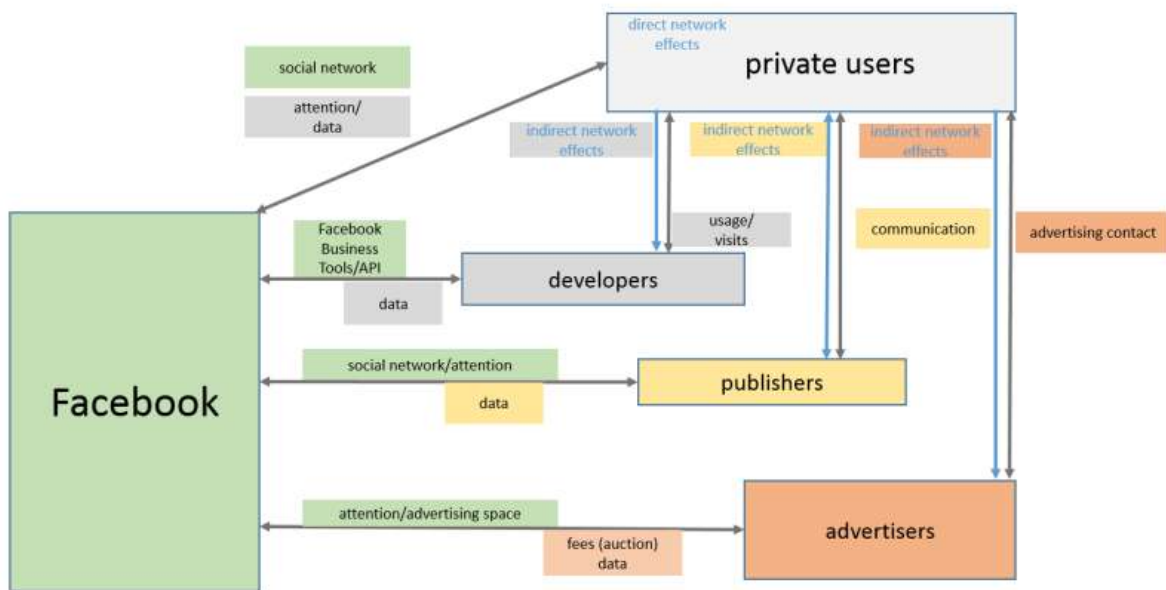 direct network
effects
private users
social network
attention/
data
indirect network
effects
indirect network
effects
indirect network
effects
usage/
visits
communication
advertising contact
Facebook
Business
Tools/API
data
developers
social network/attention
data
publishers
Facebook
attention/advertising space
fees (auction)
data
advertisers